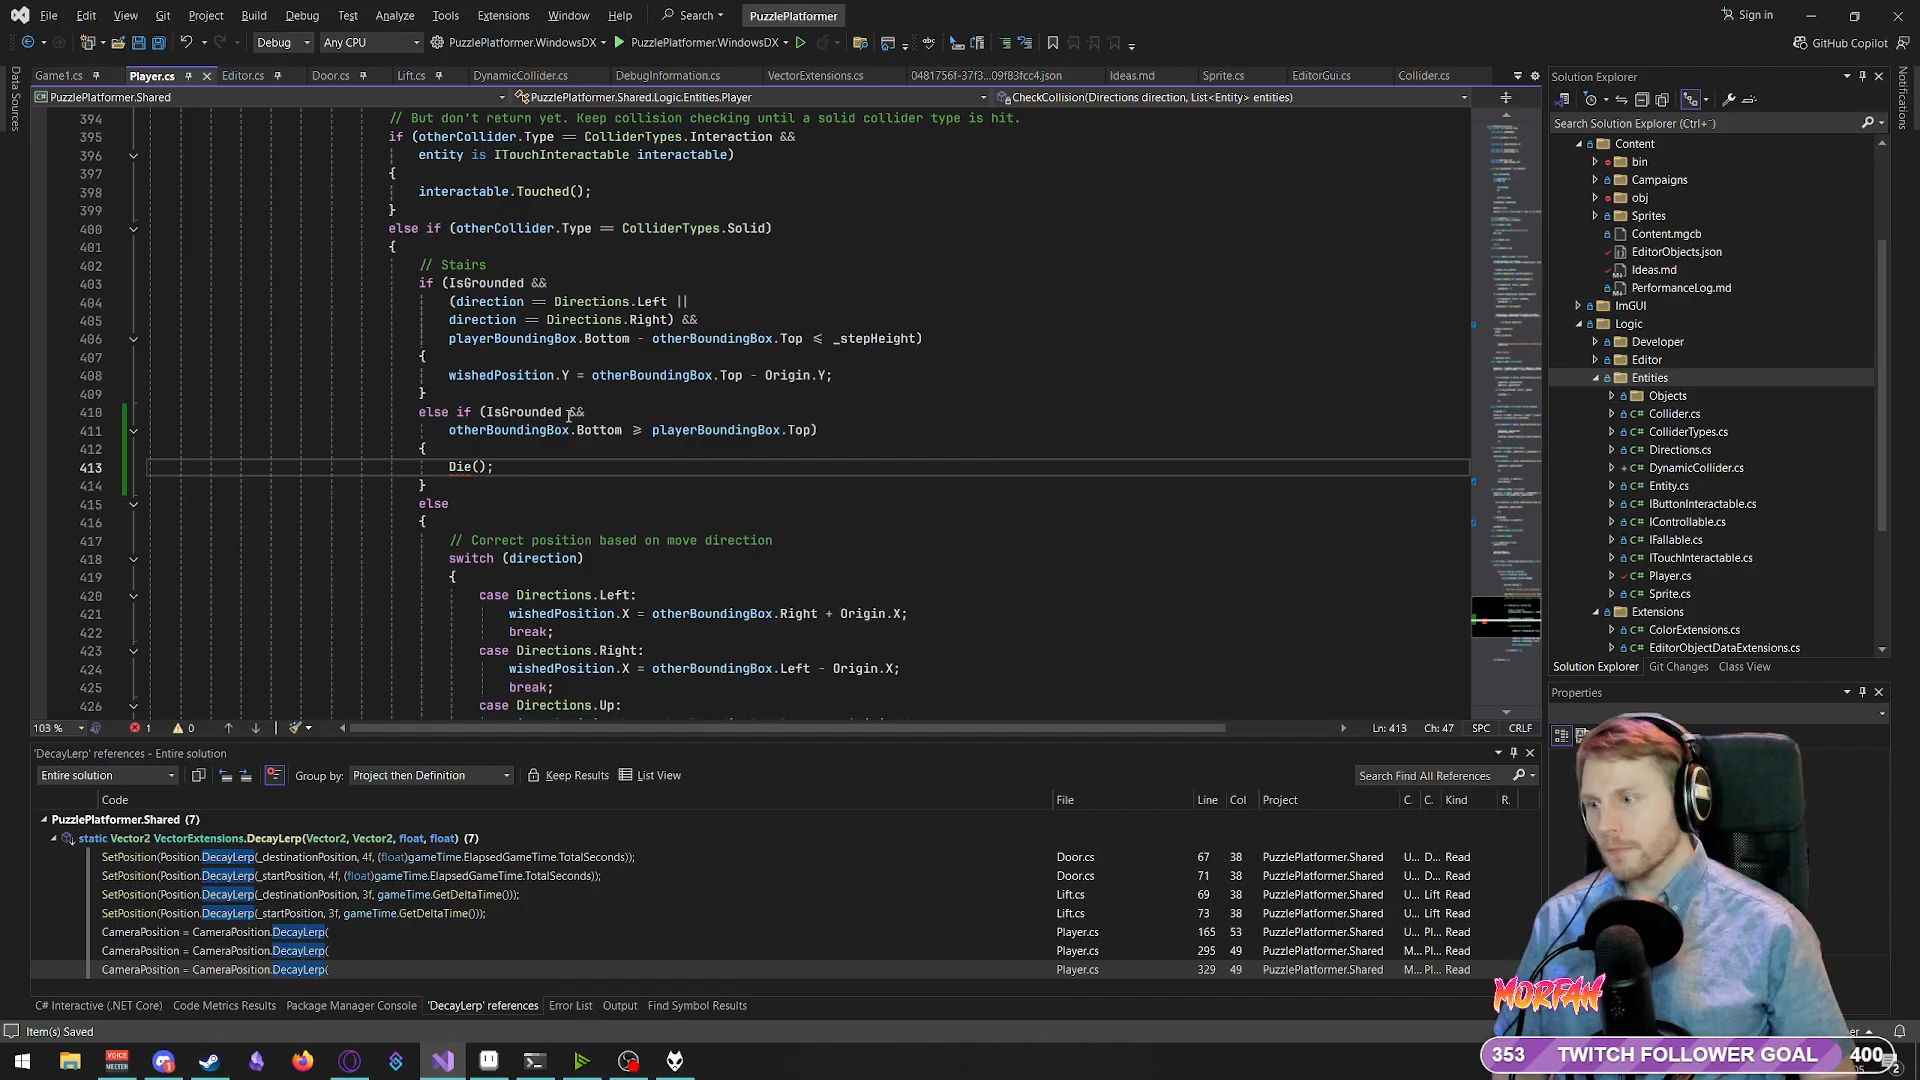 File Edit View Git Project Build Debug Test Analyze Tools Extensions Window Help Search PuzzlePlatformer Sign in
Debug Any CPU PuzzlePlatformer.WindowsDX PuzzlePlatformer.WindowsDX GitHub Copilot
Game1.cs Player.cs Editor.cs Door.cs Lift.cs DynamicCollider.cs DebugInformation.cs VectorExtensions.cs 0481756f-37f3...09f83fcc4.json Ideas.md Sprite.cs EditorGui.cs Collider.cs
PuzzlePlatformer.Shared PuzzlePlatformer.Shared.Logic.Entities.Player CheckCollision(Directions direction, List<Entity> entities)
Data Sources
Notifications
394 // But don't return yet. Keep collision checking until a solid collider type is hit.
395 if (otherCollider.Type == ColliderTypes.Interaction &&
396 entity is ITouchInteractable interactable)
397 {
398 interactable.Touched();
399 }
400 else if (otherCollider.Type == ColliderTypes.Solid)
401 {
402 // Stairs
403 if (IsGrounded &&
404 (direction == Directions.Left ||
405 direction == Directions.Right) &&
406 playerBoundingBox.Bottom - otherBoundingBox.Top <= _stepHeight)
407 {
408 wishedPosition.Y = otherBoundingBox.Top - Origin.Y;
409 }
410 else if (IsGrounded &&
411 otherBoundingBox.Bottom >= playerBoundingBox.Top)
412 {
413 Die();
414 }
415 else
416 {
417 // Correct position based on move direction
418 switch (direction)
419 {
420 case Directions.Left:
421 wishedPosition.X = otherBoundingBox.Right + Origin.X;
422 break;
423 case Directions.Right:
424 wishedPosition.X = otherBoundingBox.Left - Origin.X;
425 break;
426 case Directions.Up:
103 % 1 0 Ln: 413 Ch: 47 SPC CRLF
Solution Explorer
Search Solution Explorer (Ctrl+¨)
Content
bin
Campaigns
obj
Sprites
Content.mgcb
EditorObjects.json
Ideas.md
PerformanceLog.md
ImGUI
Logic
Developer
Editor
Entities
Objects
C# Collider.cs
C# ColliderTypes.cs
C# Directions.cs
C# DynamicCollider.cs
C# Entity.cs
C# IButtonInteractable.cs
C# IControllable.cs
C# IFallable.cs
C# ITouchInteractable.cs
C# Player.cs
C# Sprite.cs
Extensions
C# ColorExtensions.cs
C# EditorObjectDataExtensions.cs
Solution Explorer Git Changes Class View
Properties
'DecayLerp' references - Entire solution
Entire solution Group by: Project then Definition Keep Results List View Search Find All References
Code File Line Col Project C. C. Kind R.
PuzzlePlatformer.Shared (7)
static Vector2 VectorExtensions.DecayLerp(Vector2, Vector2, float, float) (7)
SetPosition(Position.DecayLerp(_destinationPosition, 4f, (float)gameTime.ElapsedGameTime.TotalSeconds)); Door.cs 67 38 PuzzlePlatformer.Shared U... D... Read
SetPosition(Position.DecayLerp(_startPosition, 4f, (float)gameTime.ElapsedGameTime.TotalSeconds)); Door.cs 71 38 PuzzlePlatformer.Shared U... D... Read
SetPosition(Position.DecayLerp(_destinationPosition, 3f, gameTime.GetDeltaTime())); Lift.cs 69 38 PuzzlePlatformer.Shared U... Lift Read
SetPosition(Position.DecayLerp(_startPosition, 3f, gameTime.GetDeltaTime())); Lift.cs 73 38 PuzzlePlatformer.Shared U... Lift Read
CameraPosition = CameraPosition.DecayLerp( Player.cs 165 53 PuzzlePlatformer.Shared U... Pl... Read
CameraPosition = CameraPosition.DecayLerp( Player.cs 295 49 PuzzlePlatformer.Shared M... Pl... Read
CameraPosition = CameraPosition.DecayLerp( Player.cs 329 49 PuzzlePlatformer.Shared M... Pl... Read
C# Interactive (.NET Core) Code Metrics Results Package Manager Console 'DecayLerp' references Error List Output Find Symbol Results
Item(s) Saved
VOICE MEETER
MORFAH
353 TWITCH FOLLOWER GOAL 400